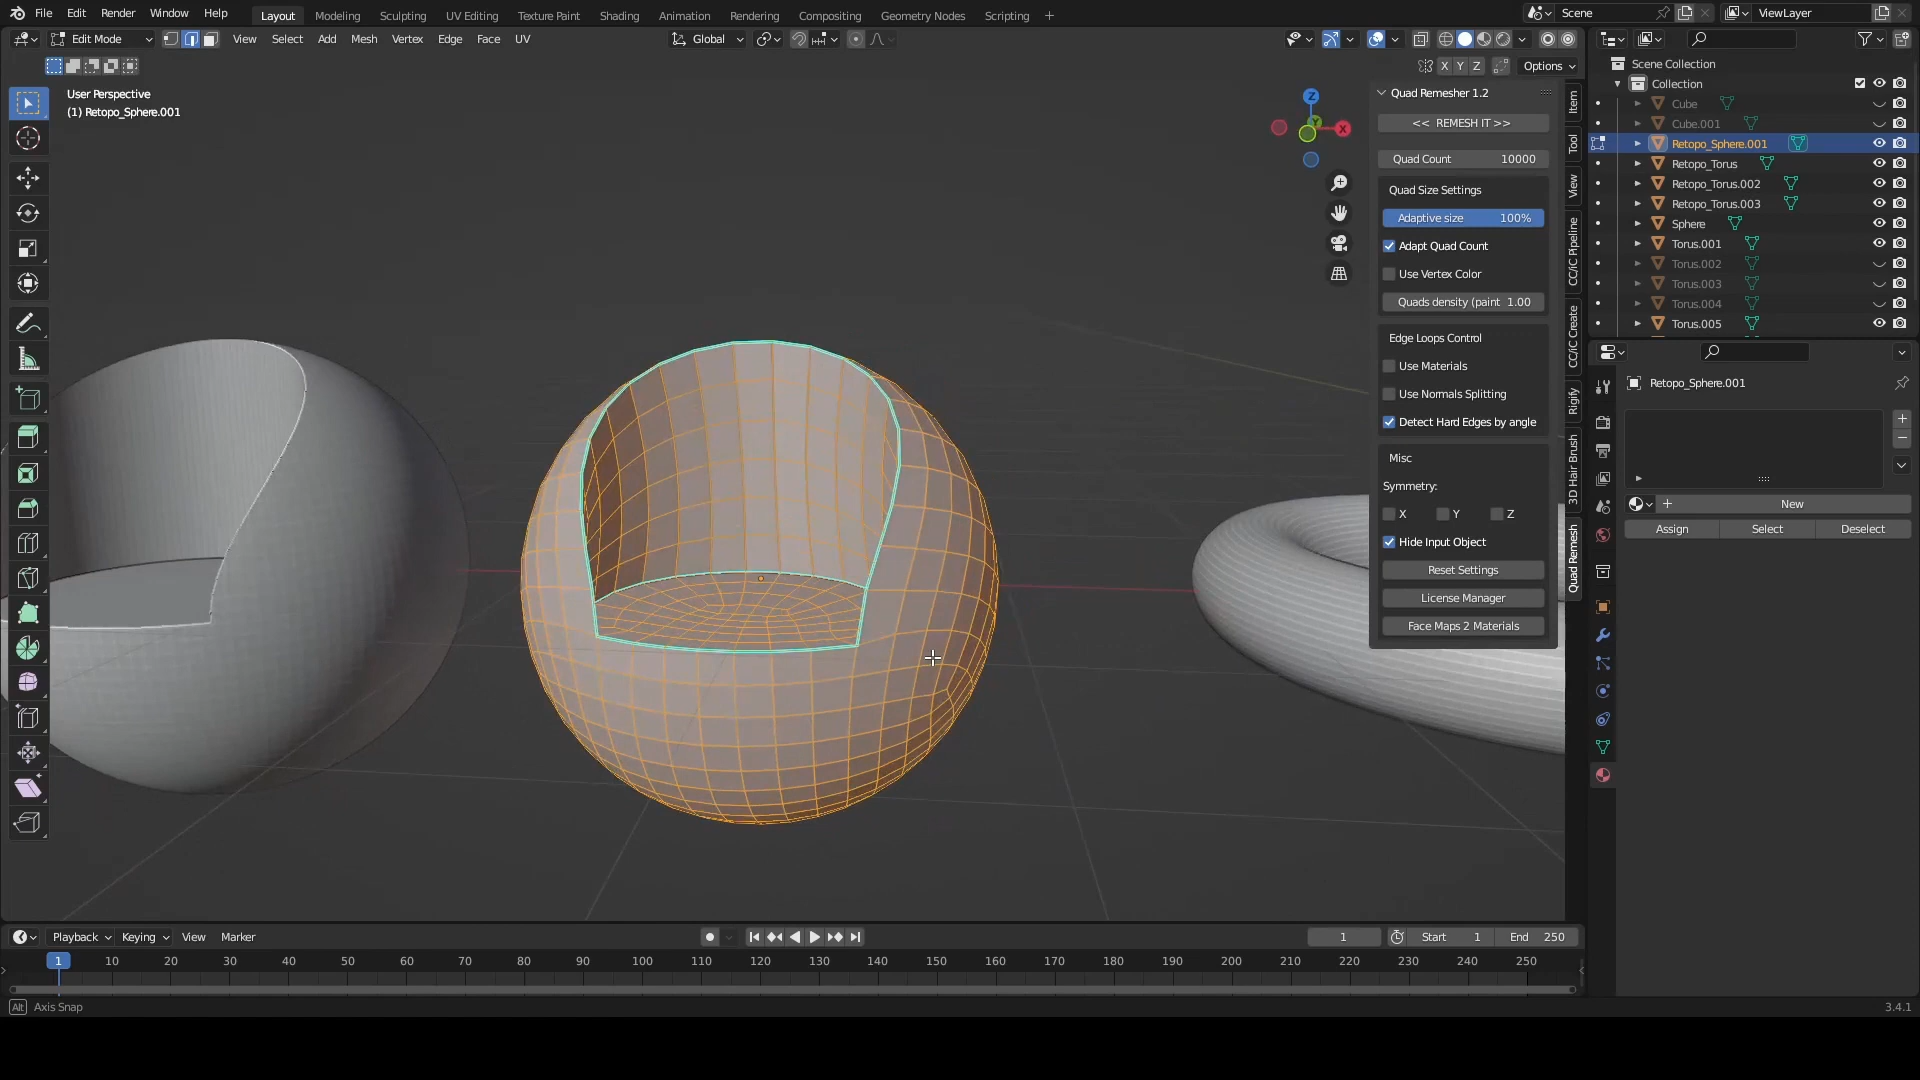 File Edit Render Window Help Layout Modeling Sculpting UV Editing Texture Paint Shading Animation Rendering Compositing Geometry Nodes Scripting + Scene ViewLayer
Edit Mode View Select Add Mesh Vertex Edge Face UV Global
X Y Z Options
User Perspective
(1) Retopo_Sphere.001
Z
X
Y
Quad Remesher 1.2
<< REMESH IT >>
Quad Count 10000
Quad Size Settings
Adaptive size 100%
Adapt Quad Count
Use Vertex Color
Quads density (paint 1.00
Edge Loops Control
Use Materials
Use Normals Splitting
Detect Hard Edges by angle
Misc
Symmetry:
X Y Z
Hide Input Object
Reset Settings
License Manager
Face Maps 2 Materials
Item
Tool
View
CC/iC Pipeline
CC/iC Create
Rigify
3D Hair Brush
Quad Remesh
Scene Collection
Collection
Cube
Cube.001
Retopo_Sphere.001
Retopo_Torus
Retopo_Torus.002
Retopo_Torus.003
Sphere
Torus.001
Torus.002
Torus.003
Torus.004
Torus.005
Retopo_Sphere.001
New
Assign Select Deselect
Playback Keying View Marker 1 Start 1 End 250
1 10 20 30 40 50 60 70 80 90 100 110 120 130 140 150 160 170 180 190 200 210 220 230 240 250
Alt Axis Snap 3.4.1